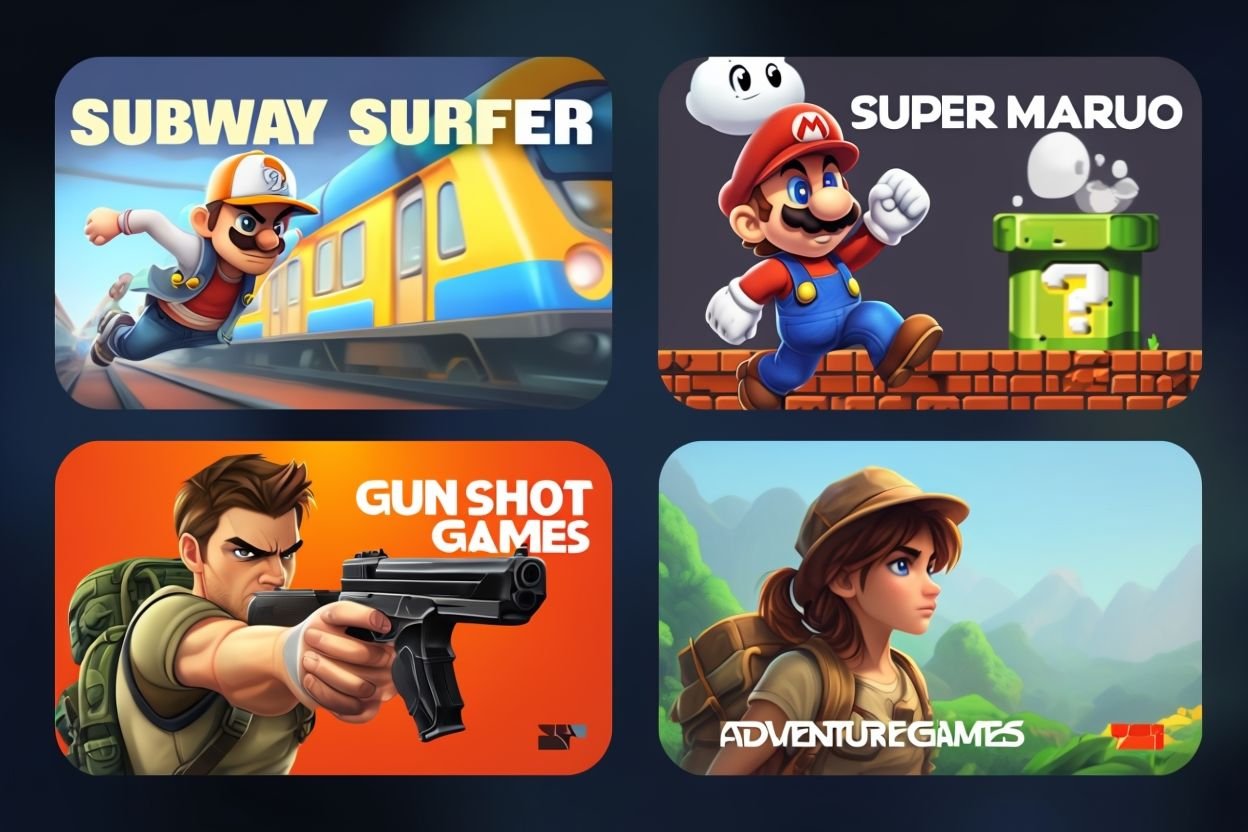 SUBWAY SURFER
SUPER MARUO
M
GUN SHOT
GAMES
?
ADVENTUREGAMES